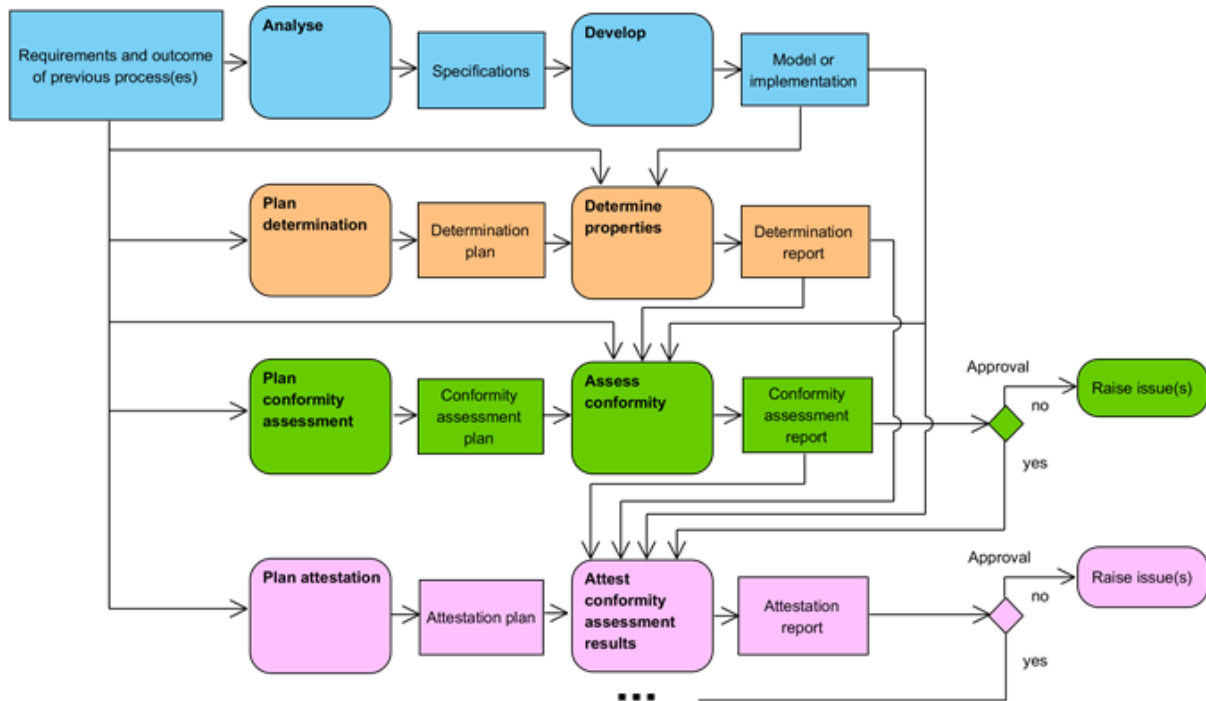 Requirements and outcome
of previous process(es)
Analyse
Specifications
Develop
Model or
implementation
Plan
determination
Determination
plan
Determine
properties
Determination
report
Plan
conformity
assessment
Conformity
assessment
plan
Assess
conformity
Conformity
assessment
report
Approval
no
yes
Raise issue(s)
Plan attestation
Attestation plan
Attest
conformity
assessment
results
Attestation
report
Approval
no
yes
Raise issue(s)
...